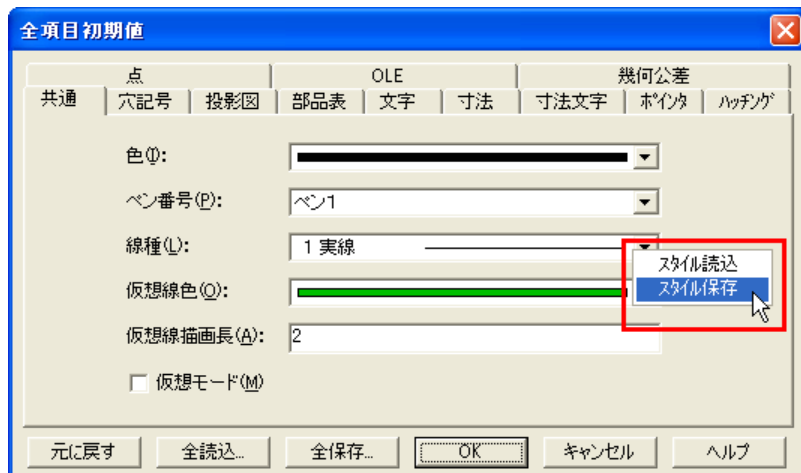 全項目初期値
点 OLE 幾何公差
共通 穴記号 投影図 部品表 文字 寸法 寸法文字 ポインタ ハッチング
色(I):
ペン番号(P): ペン1
線種(L): 1 実線
スタイル読込
仮想線色(O): スタイル保存
仮想線描画長(A): 2
仮想モード(M)
元に戻す 全読込... 全保存... OK キャンセル ヘルプ